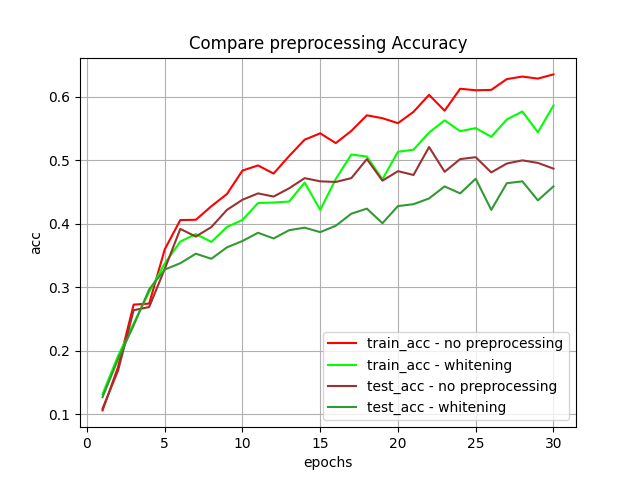 Compare preprocessing Accuracy
acc
0.6
0.5
0.4
0.3
0.2
0.1
train_acc - no preprocessing
train_acc - whitening
test_acc - no preprocessing
test_acc - whitening
0 5 10 15 20 25 30
epochs